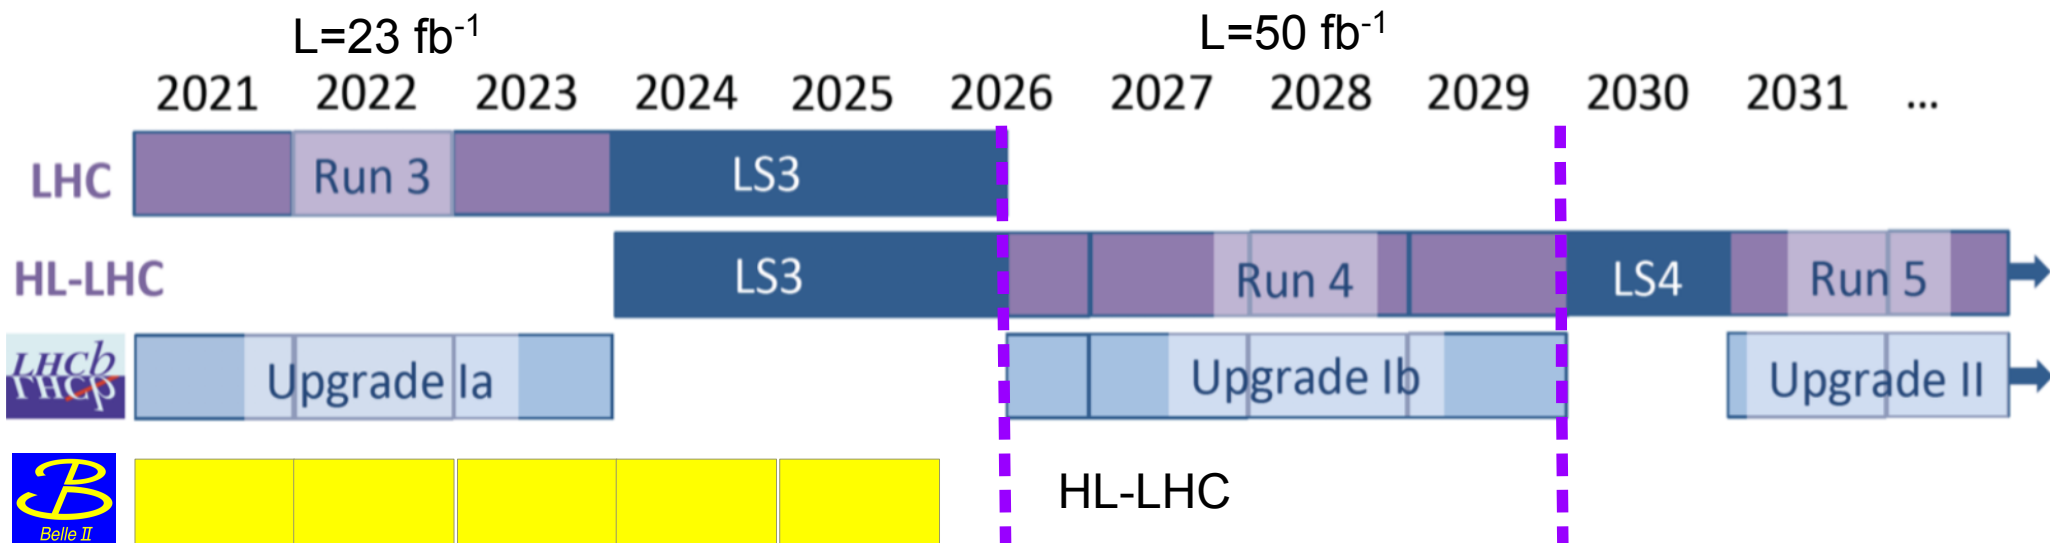 L=23 fb⁻¹ L=50 fb⁻¹
2021 2022 2023 2024 2025 2026 2027 2028 2029 2030 2031 ...
LHC Run 3 LS3
HL-LHC LS3 Run 4 LS4 Run 5
LHCb
LHCb Upgrade Ia Upgrade Ib Upgrade II
B HL-LHC
Belle II